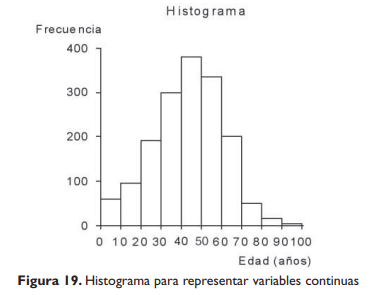 Histograma
Frecuencia
400
300
200
100
0
0 10 20 30 40 50 60 70 80 90 100
Edad (años)
Figura 19. Histograma para representar variables continuas